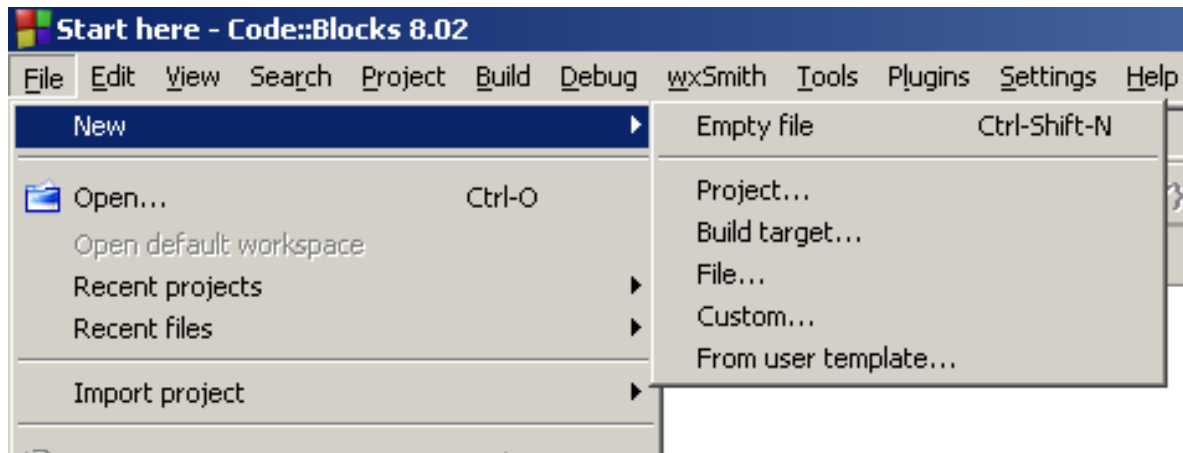 Start here - Code::Blocks 8.02
File Edit View Search Project Build Debug wxSmith Tools Plugins Settings Help
New
Open... Ctrl-O
Open default workspace
Recent projects
Recent files
Import project
Empty file Ctrl-Shift-N
Project...
Build target...
File...
Custom...
From user template...